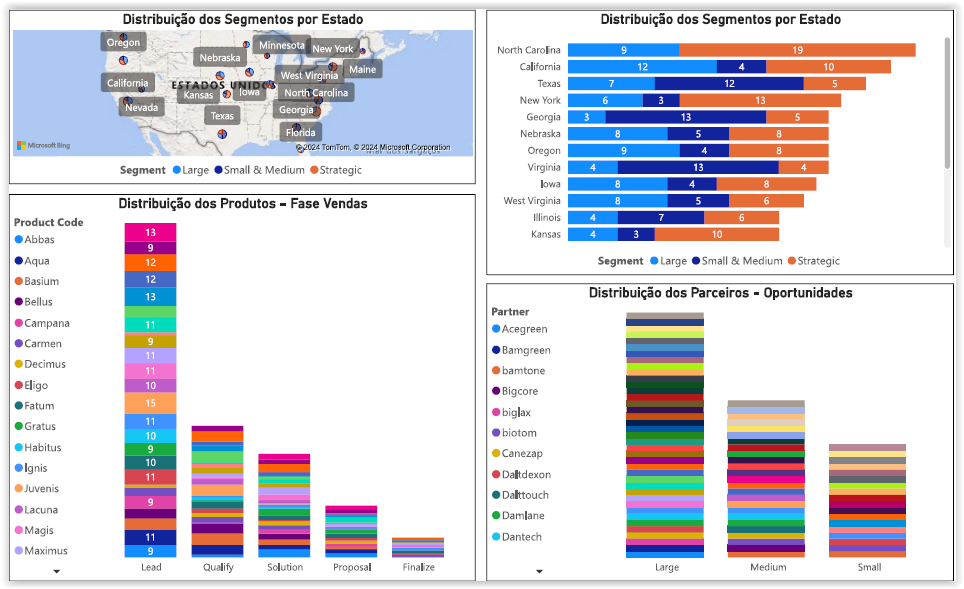 Distribuição dos Segmentos por Estado
Oregon
Minnesota
New York
Nebraska
Maine
West Virginia
California
ESTADOS UNIDOS
Kansas
Iowa
North Carolina
Nevada
Texas
Georgia
Florida
Microsoft Bing
© 2024 TomTom, © 2024 Microsoft Corporation
Segment Large Small & Medium Strategic
Distribuição dos Segmentos por Estado
North Carolina 9 19
California 12 4 10
Texas 7 12 5
New York 6 3 13
Georgia 3 13 5
Nebraska 8 5 8
Oregon 9 4 8
Virginia 4 13 4
Iowa 8 4 8
West Virginia 8 5 6
Illinois 4 7 6
Kansas 4 3 10
Segment Large Small & Medium Strategic
Distribuição dos Produtos - Fase Vendas
Product Code
Abbas
Aqua
Basium
Bellus
Campana
Carmen
Decimus
Eligo
Fatum
Gratus
Habitus
Ignis
Juvenis
Lacuna
Magis
Maximus
13
9
12
12
13
11
9
11
11
10
15
11
10
9
10
11
9
11
9
Lead Qualify Solution Proposal Finalize
Distribuição dos Parceiros - Oportunidades
Partner
Acegreen
Bamgreen
bamtone
Bigcore
biglax
biotom
Canezap
Daltdexon
Dalttouch
Damlane
Dantech
Large Medium Small